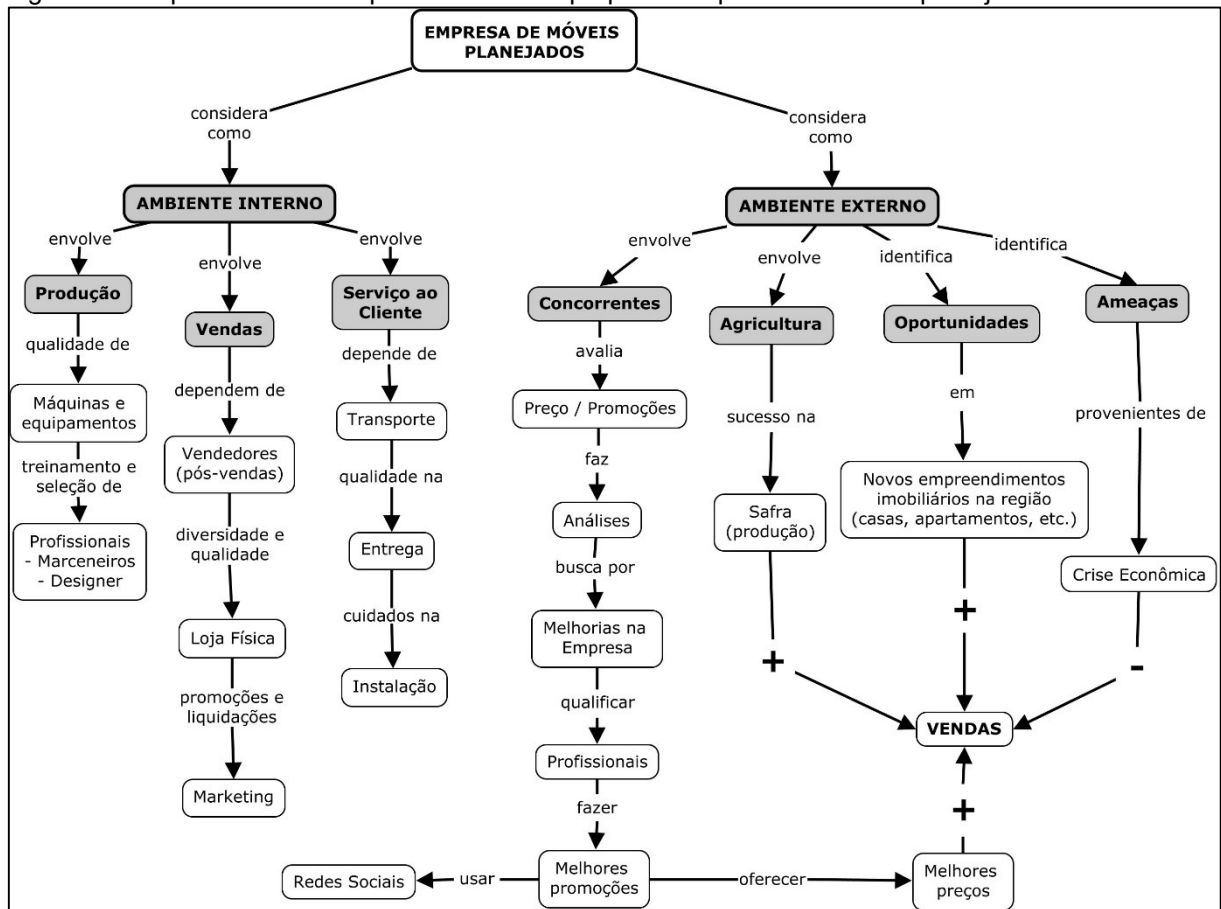 EMPRESA DE MÓVEIS
PLANEJADOS
considera
como
considera
como
AMBIENTE INTERNO
AMBIENTE EXTERNO
envolve
envolve
envolve
envolve
envolve
identifica
identifica
Produção
Vendas
Serviço ao
Cliente
Concorrentes
Agricultura
Oportunidades
Ameaças
qualidade de
dependem de
depende de
avalia
sucesso na
em
provenientes de
Máquinas e
equipamentos
Vendedores
(pós-vendas)
Transporte
Preço / Promoções
Safra
(produção)
Novos empreendimentos
imobiliários na região
(casas, apartamentos, etc.)
Crise Econômica
treinamento e
seleção de
diversidade e
qualidade
qualidade na
faz
Profissionais
- Marceneiros
- Designer
Entrega
Análises
busca por
cuidados na
Loja Física
Instalação
Melhorias na
Empresa
+
+
-
promoções e
liquidações
qualificar
VENDAS
Marketing
Profissionais
fazer
+
Redes Sociais
usar
Melhores
promoções
oferecer
Melhores
preços